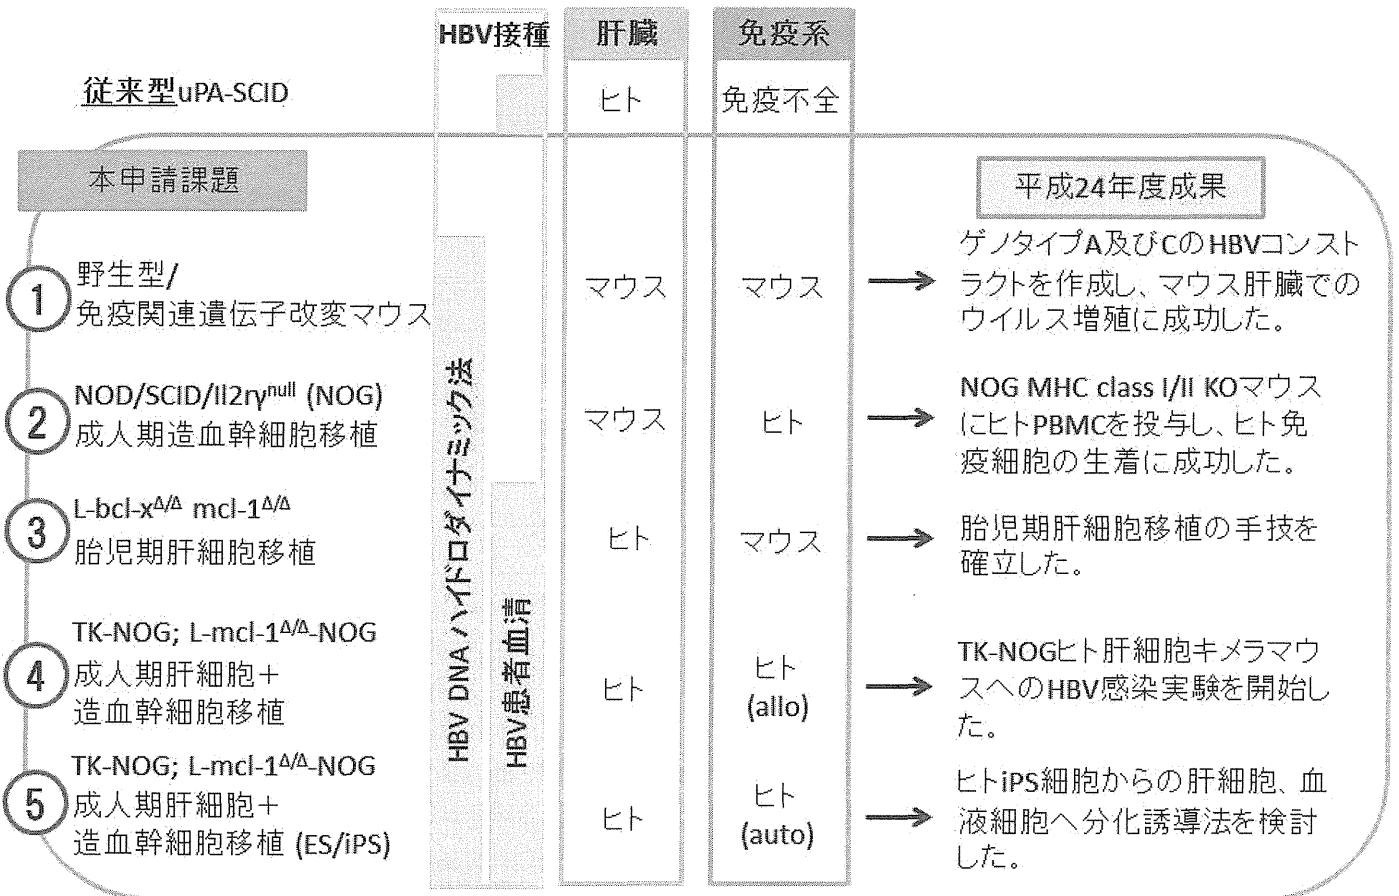 HBV接種
肝臓
免疫系
従来型uPA-SCID
ヒト
免疫不全
本申請課題
平成24年度成果
1
野生型/
免疫関連遺伝子改変マウス
マウス
マウス
ゲノタイプA及びCのHBVコンスト
ラクトを作成し、マウス肝臓での
ウイルス増殖に成功した。
2
NOD/SCID/Il2rγnull (NOG)
成人期造血幹細胞移植
マウス
ヒト
NOG MHC class I/II KOマウス
にヒトPBMCを投与し、ヒト免
疫細胞の生着に成功した。
3
L-bcl-xΔ/Δ mcl-1Δ/Δ
胎児期肝細胞移植
ヒト
マウス
胎児期肝細胞移植の手技を
確立した。
4
TK-NOG; L-mcl-1Δ/Δ-NOG
成人期肝細胞＋
造血幹細胞移植
ヒト
ヒト
(allo)
TK-NOGヒト肝細胞キメラマウ
スへのHBV感染実験を開始し
た。
5
TK-NOG; L-mcl-1Δ/Δ-NOG
成人期肝細胞＋
造血幹細胞移植 (ES/iPS)
ヒト
ヒト
(auto)
ヒトiPS細胞からの肝細胞、血
液細胞へ分化誘導法を検討
した。
HBV DNA ハイドロダイナミック法
HBV患者血清